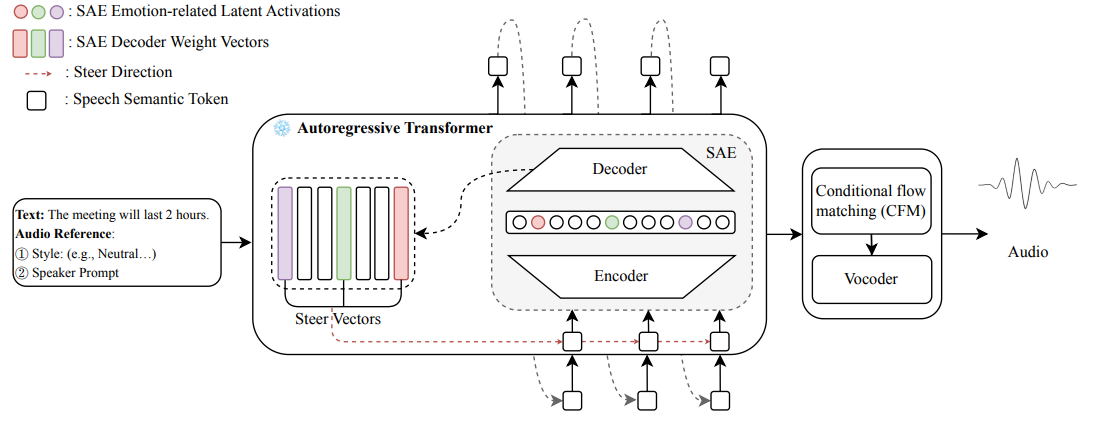 : SAE Emotion-related Latent Activations
: SAE Decoder Weight Vectors
: Steer Direction
: Speech Semantic Token
Autoregressive Transformer
SAE
Decoder
Encoder
Steer Vectors
Text: The meeting will last 2 hours.
Audio Reference:
① Style: (e.g., Neutral…)
② Speaker Prompt
Conditional flow
matching (CFM)
Vocoder
Audio